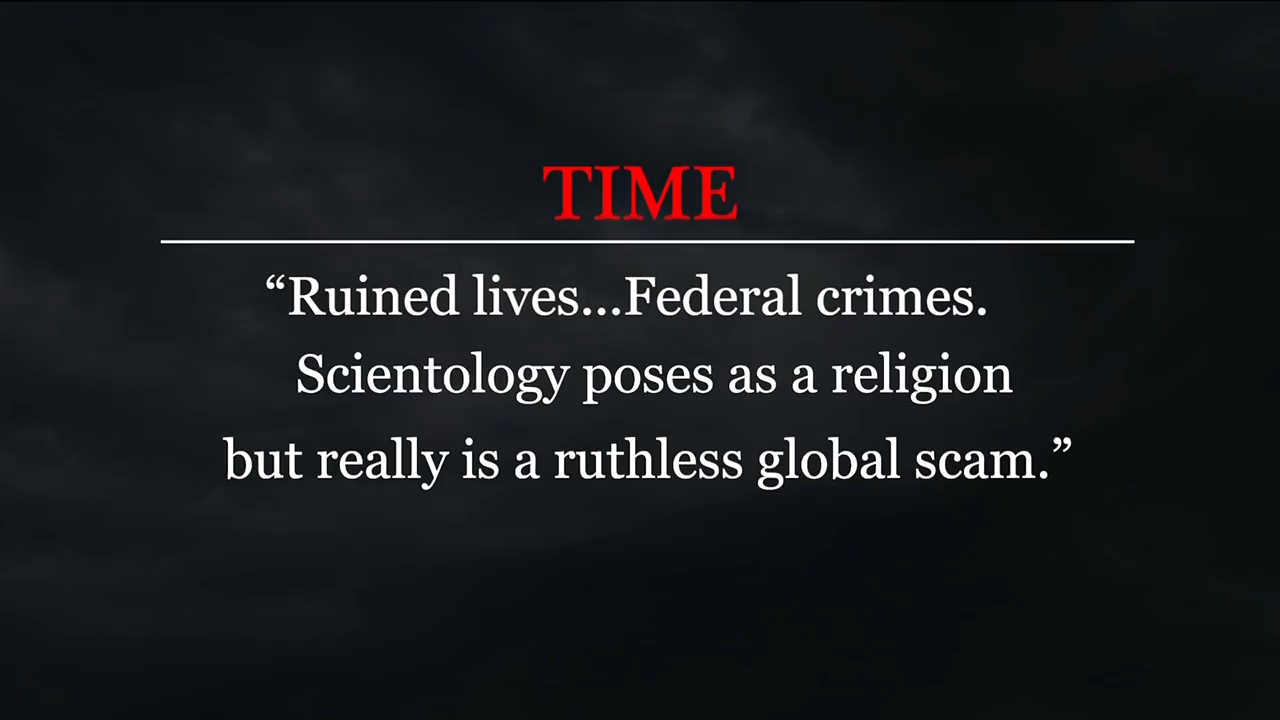 TIME
“Ruined lives...Federal crimes.
Scientology poses as a religion
but really is a ruthless global scam.”